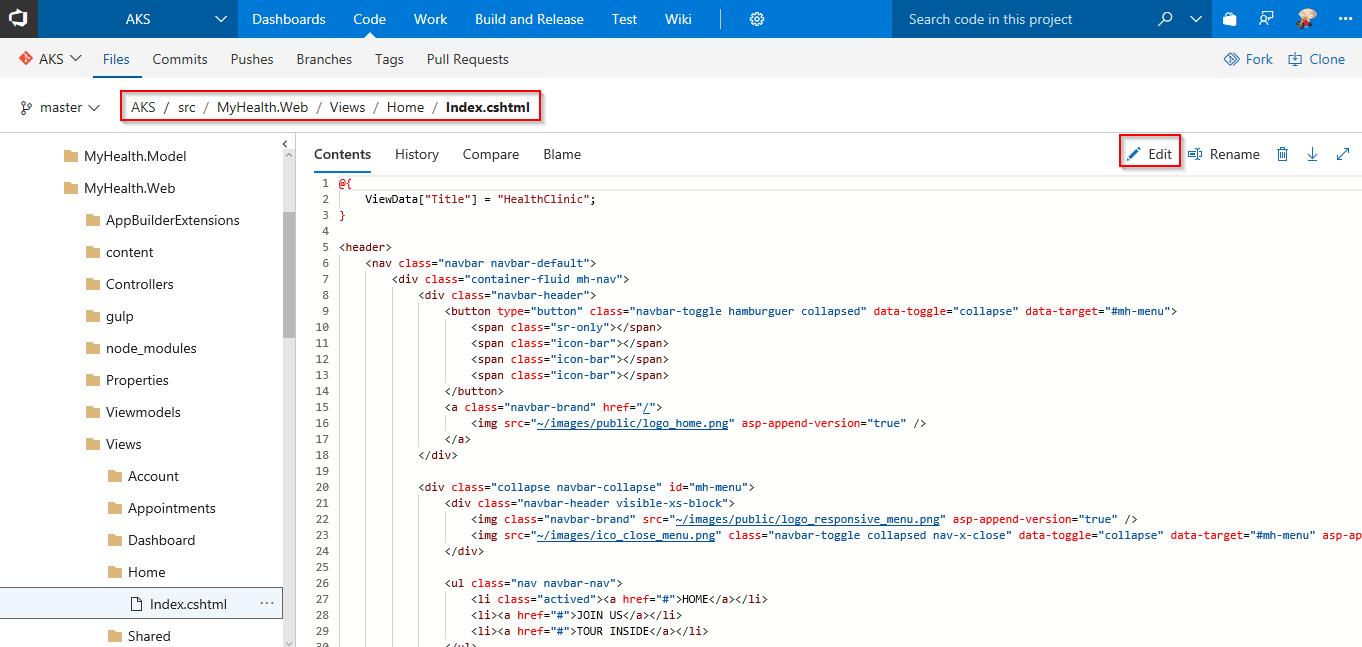 AKS Dashboards Code Work Build and Release Test Wiki Search code in this project
AKS Files Commits Pushes Branches Tags Pull Requests Fork Clone
master AKS / src / MyHealth.Web / Views / Home / Index.cshtml
MyHealth.Model
MyHealth.Web
AppBuilderExtensions
content
Controllers
gulp
node_modules
Properties
Viewmodels
Views
Account
Appointments
Dashboard
Home
Index.cshtml ...
Shared
Contents History Compare Blame Edit Rename
1 @{
2 ViewData["Title"] = "HealthClinic";
3 }
4
5 <header>
6 <nav class="navbar navbar-default">
7 <div class="container-fluid mh-nav">
8 <div class="navbar-header">
9 <button type="button" class="navbar-toggle hamburguer collapsed" data-toggle="collapse" data-target="#mh-menu">
10 <span class="sr-only"></span>
11 <span class="icon-bar"></span>
12 <span class="icon-bar"></span>
13 <span class="icon-bar"></span>
14 </button>
15 <a class="navbar-brand" href="/">
16 <img src="~/images/public/logo_home.png" asp-append-version="true" />
17 </a>
18 </div>
19
20 <div class="collapse navbar-collapse" id="mh-menu">
21 <div class="navbar-header visible-xs-block">
22 <img class="navbar-brand" src="~/images/public/logo_responsive_menu.png" asp-append-version="true" />
23 <img src="~/images/ico_close_menu.png" class="navbar-toggle collapsed nav-x-close" data-toggle="collapse" data-target="#mh-menu" asp-ap
24 </div>
25
26 <ul class="nav navbar-nav">
27 <li class="actived"><a href="#">HOME</a></li>
28 <li><a href="#">JOIN US</a></li>
29 <li><a href="#">TOUR INSIDE</a></li>
30 </ul>